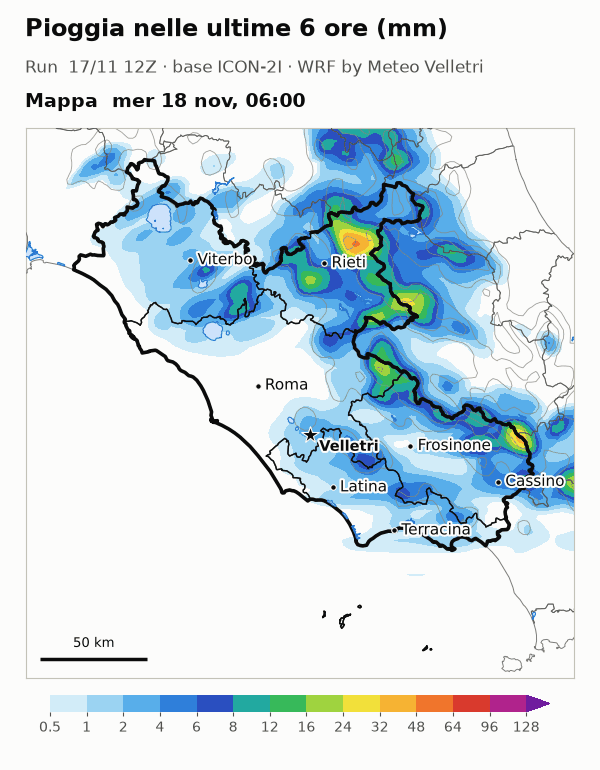 Pioggia nelle ultime 6 ore (mm)
Run 17/11 12Z · base ICON-2I · WRF by Meteo Velletri
Mappa mer 18 nov, 06:00
Viterbo
Rieti
Roma
Velletri
Frosinone
Latina
Cassino
Terracina
50 km
0.5 1 2 4 6 8 12 16 24 32 48 64 96 128